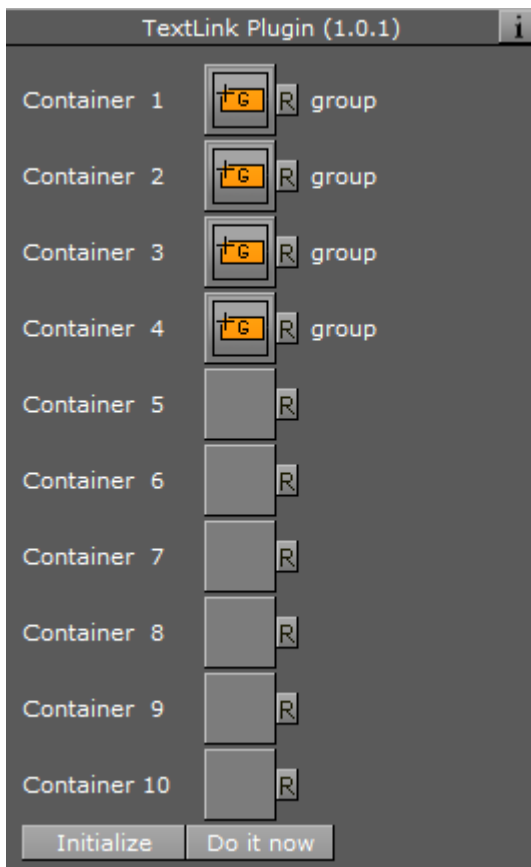 TextLink Plugin (1.0.1) i
Container 1 G R group
Container 2 G R group
Container 3 G R group
Container 4 G R group
Container 5 R
Container 6 R
Container 7 R
Container 8 R
Container 9 R
Container 10 R
Initialize Do it now